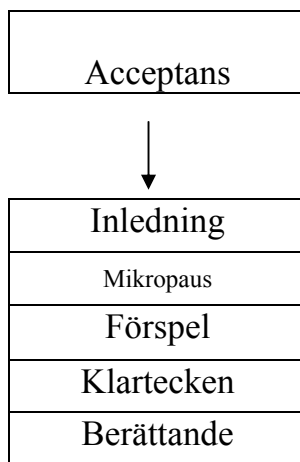 Acceptans
Inledning
Mikropaus
Förspel
Klartecken
Berättande